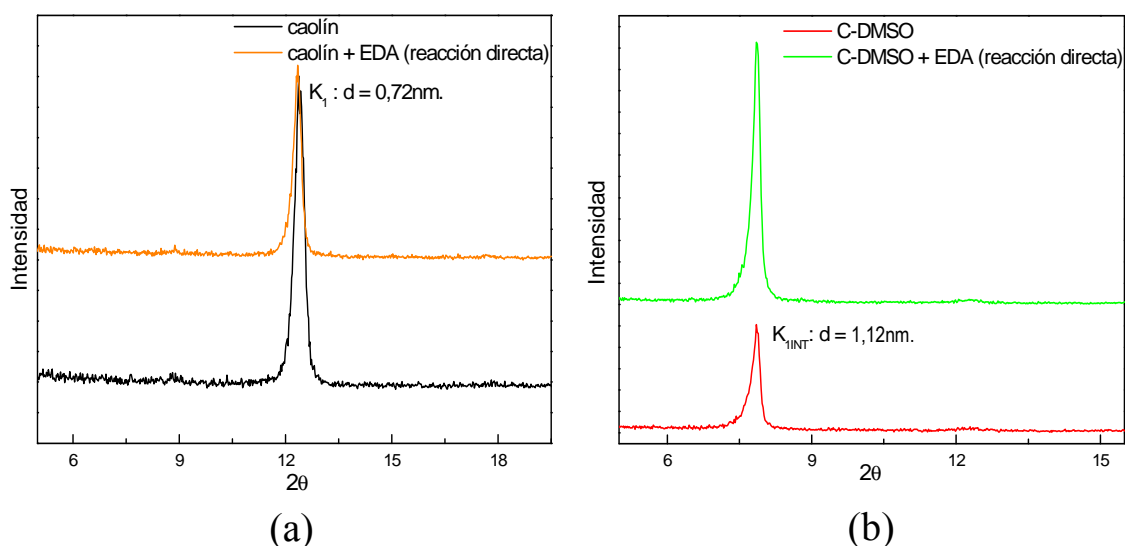 caolín
caolín + EDA (reacción directa)
K1 : d = 0,72nm.
Intensidad
6 9 12 15 18
2θ
(a)
C-DMSO
C-DMSO + EDA (reacción directa)
K1INT: d = 1,12nm.
Intensidad
6 9 12 15
2θ
(b)